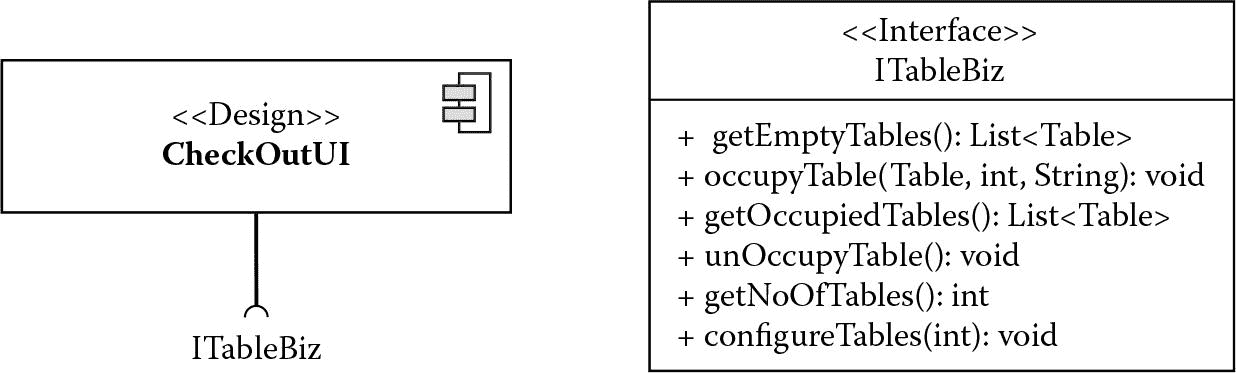 <<Design>>
CheckOutUI
ITableBiz
<<Interface>>
ITableBiz
+ getEmptyTables(): List<Table>
+ occupyTable(Table, int, String): void
+ getOccupiedTables(): List<Table>
+ unOccupyTable(): void
+ getNoOfTables(): int
+ configureTables(int): void